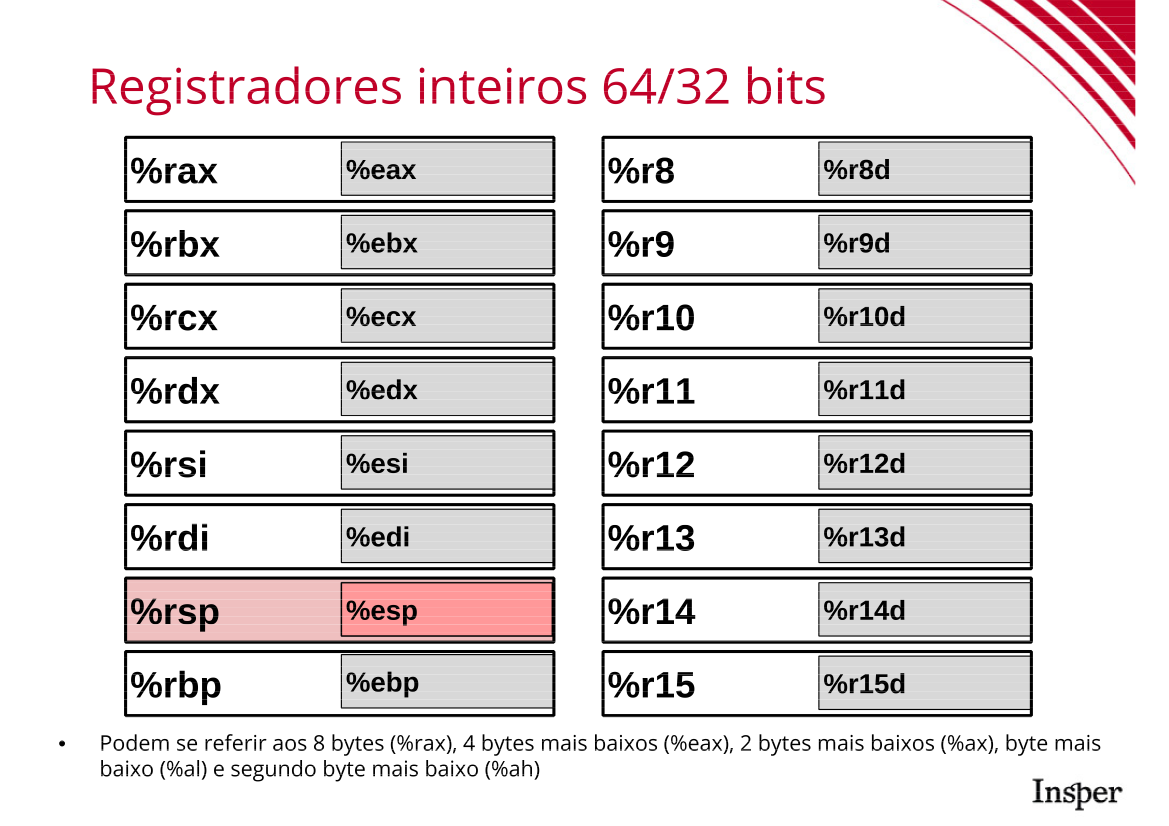 Registradores inteiros 64/32 bits
%rax %eax
%rbx %ebx
%rcx %ecx
%rdx %edx
%rsi %esi
%rdi %edi
%rsp %esp
%rbp %ebp
%r8 %r8d
%r9 %r9d
%r10 %r10d
%r11 %r11d
%r12 %r12d
%r13 %r13d
%r14 %r14d
%r15 %r15d
• Podem se referir aos 8 bytes (%rax), 4 bytes mais baixos (%eax), 2 bytes mais baixos (%ax), byte mais
baixo (%al) e segundo byte mais baixo (%ah)
Insper